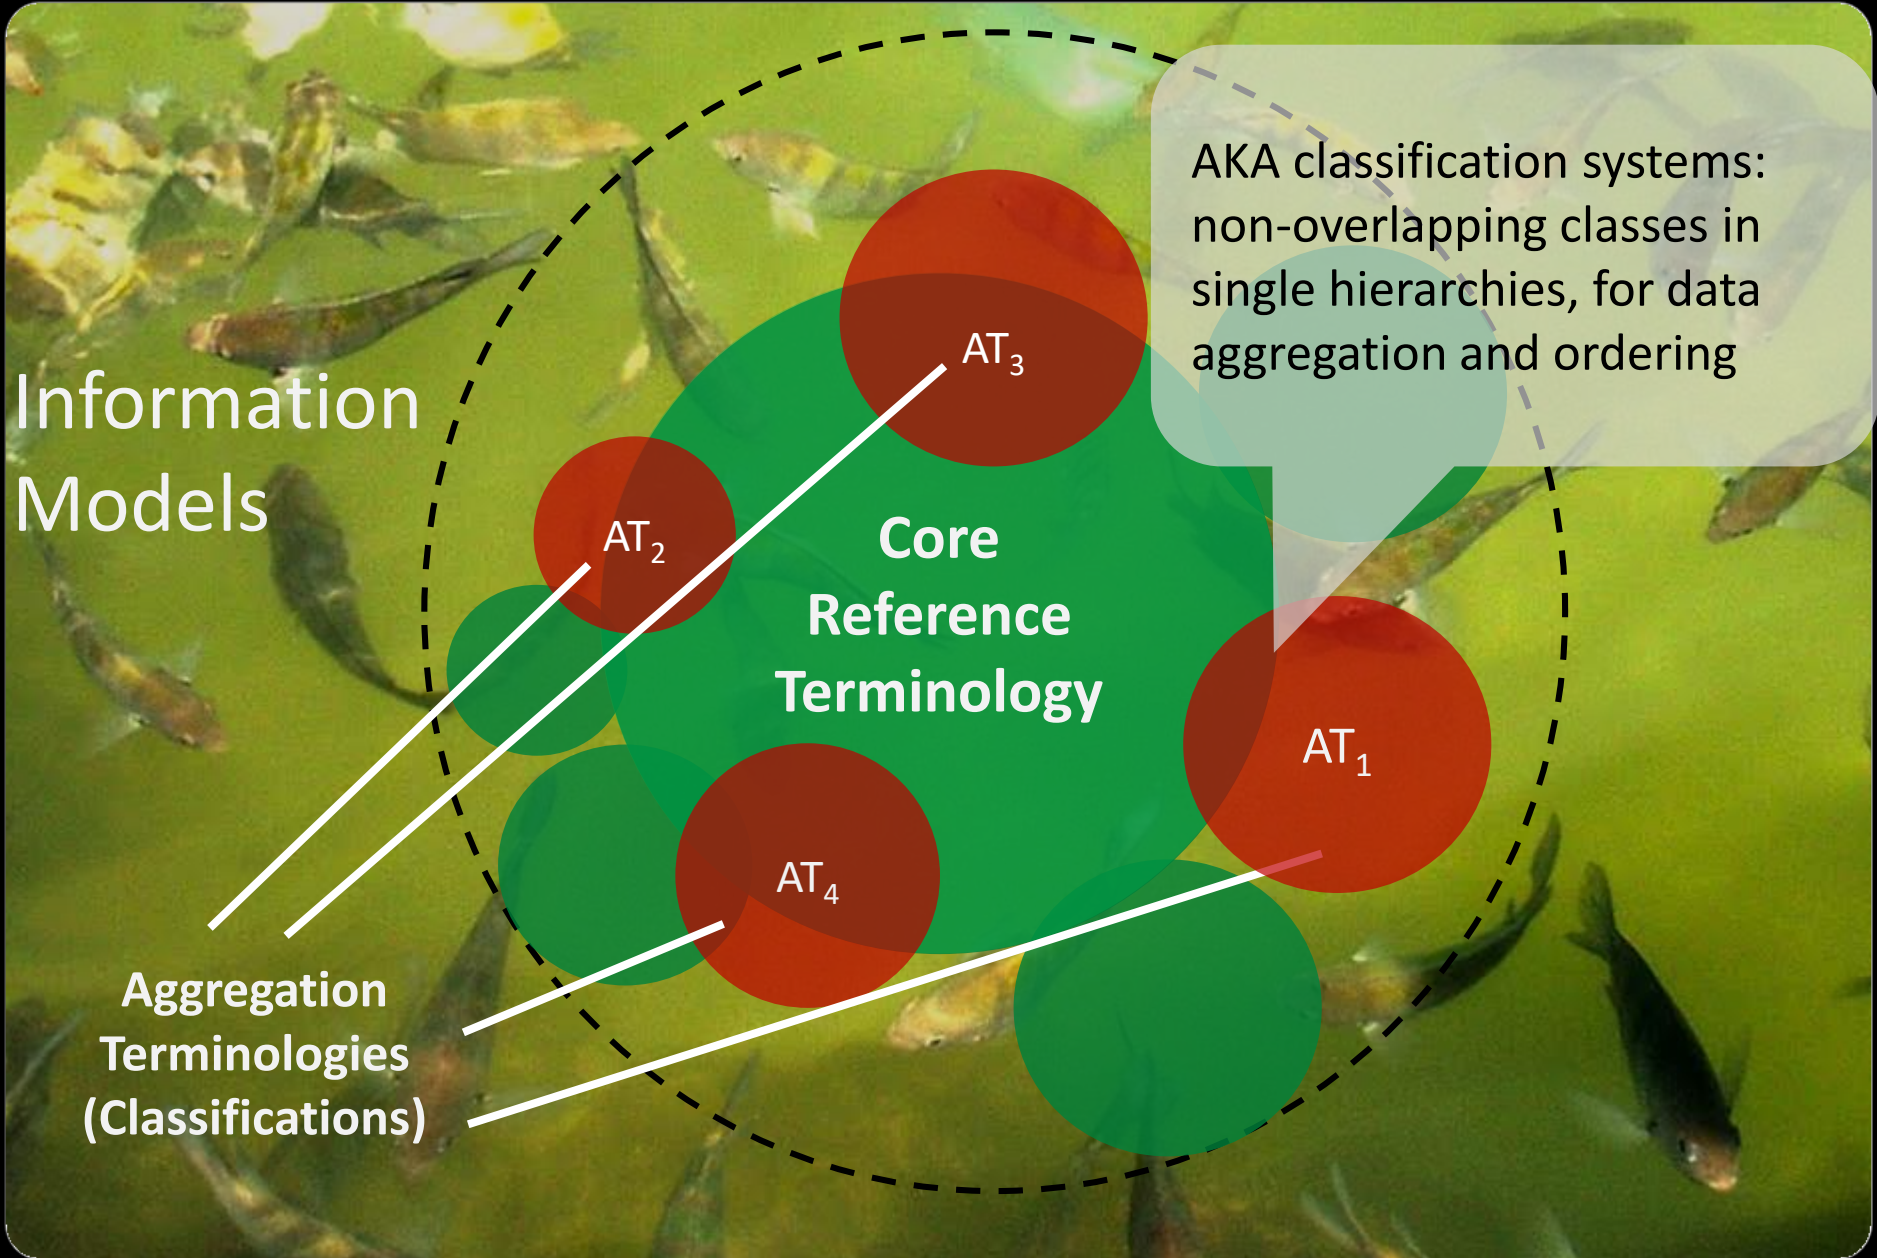 AKA classification systems:
non-overlapping classes in
single hierarchies, for data
aggregation and ordering
Information
Models
AT₃
AT₂
Core
Reference
Terminology
AT₁
AT₄
Aggregation
Terminologies
(Classifications)